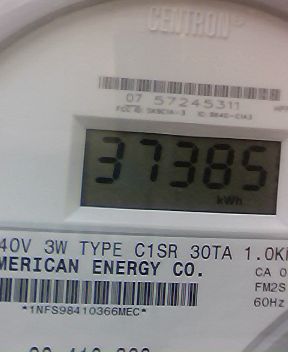 CENTRON
07 57245311
37385
kWh
40V 3W TYPE C1SR 30TA 1.0K
MERICAN ENERGY CO.
CA 0
FM2S
60Hz
*1NFS98410366MEC*